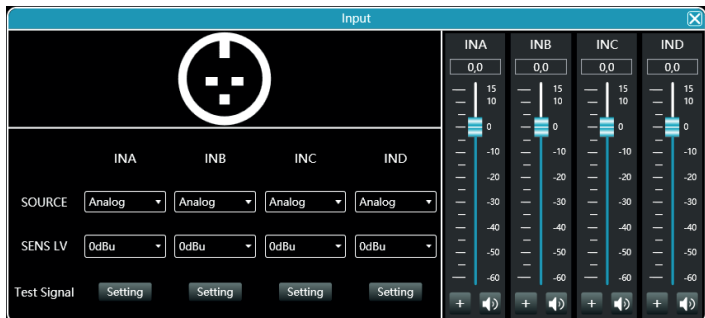 Input
INA INB INC IND
SOURCE Analog Analog Analog Analog
SENS LV 0dBu 0dBu 0dBu 0dBu
Test Signal Setting Setting Setting Setting
INA INB INC IND
0,0 0,0 0,0 0,0
15 15 15 15
10 10 10 10
0 0 0 0
-10 -10 -10 -10
-20 -20 -20 -20
-30 -30 -30 -30
-40 -40 -40 -40
-50 -50 -50 -50
-60 -60 -60 -60
+ + + +